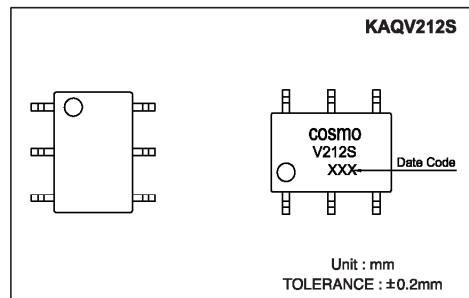 KAQV212S
cosmo
V212S
XXX
Date Code
Unit : mm
TOLERANCE : ±0.2mm